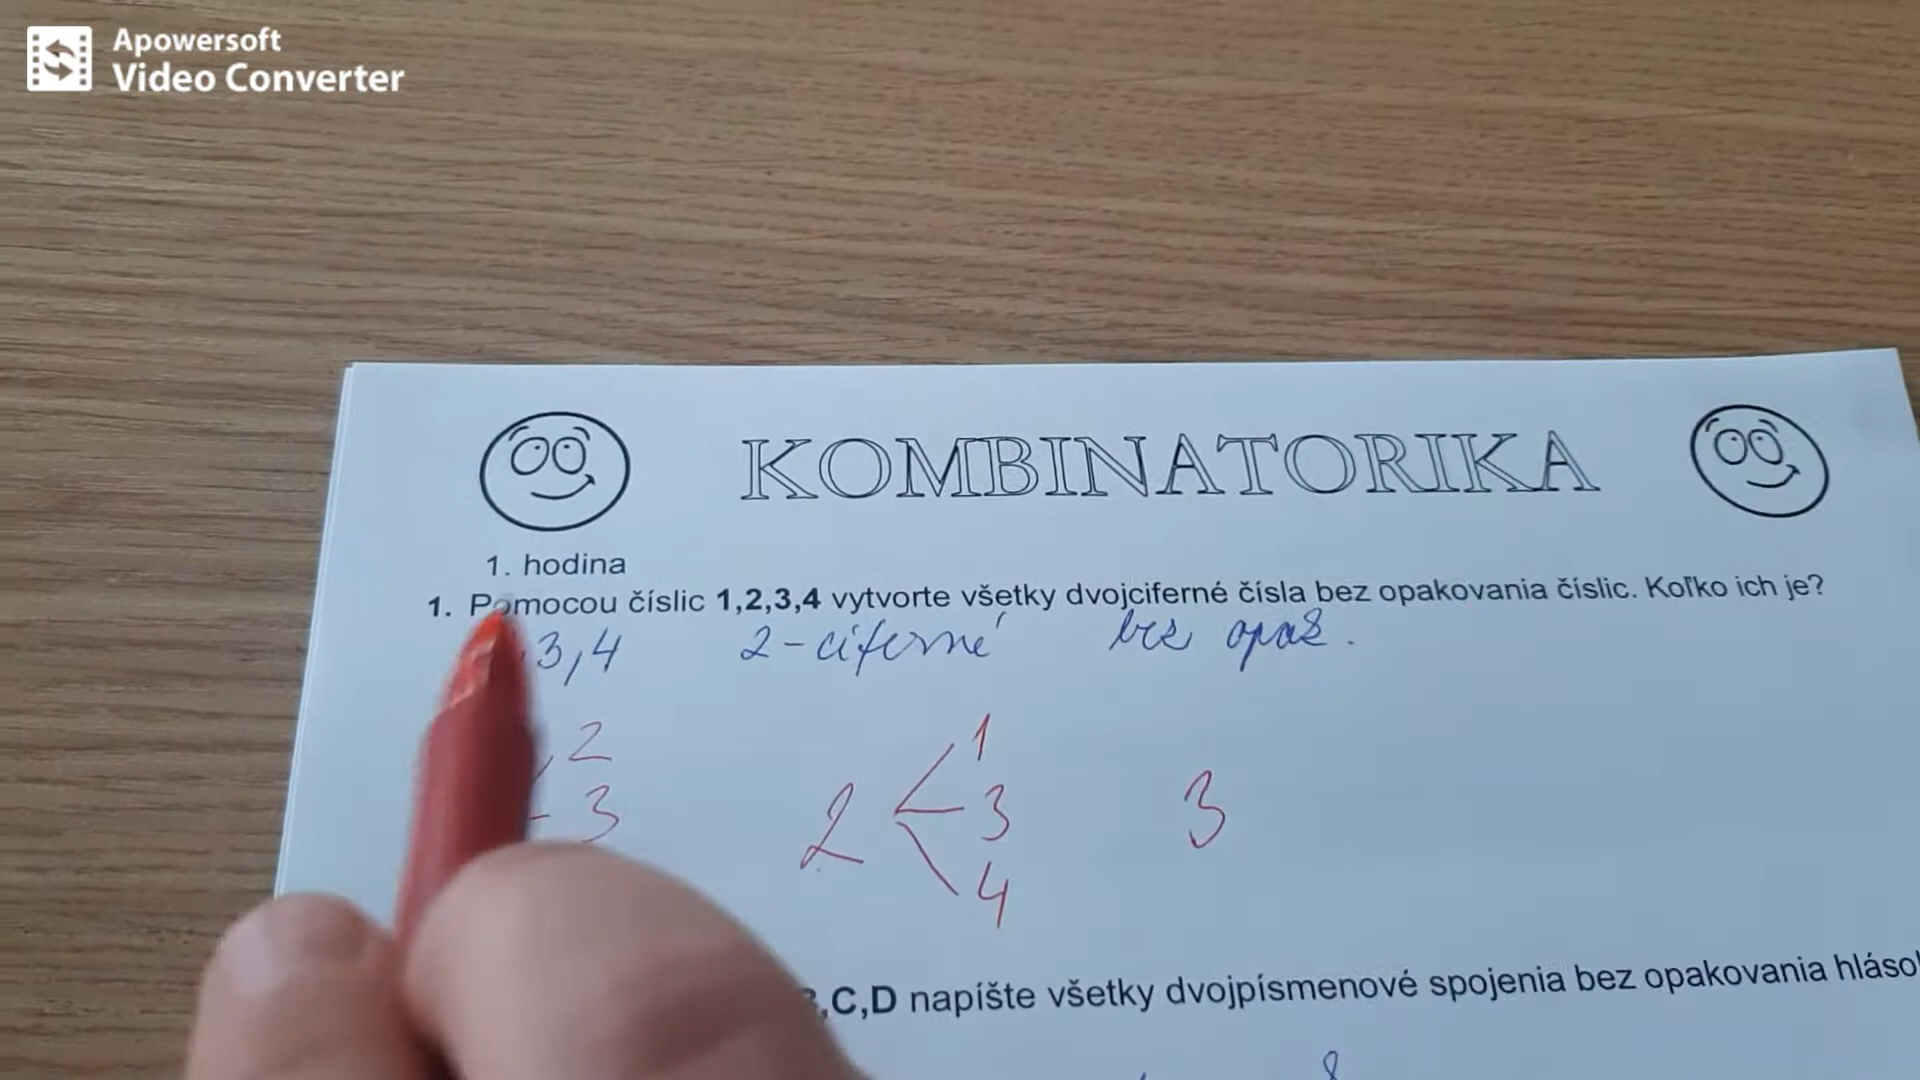 Apowersoft
Video Converter
KOMBINATORIKA
1. hodina
1. Pomocou číslic 1,2,3,4 vytvorte všetky dvojciferné čísla bez opakovania číslic. Koľko ich je?
3,4 2-ciferné bez opak.
2
3
2
1
3
4
3
,C,D napíšte všetky dvojpísmenové spojenia bez opakovania